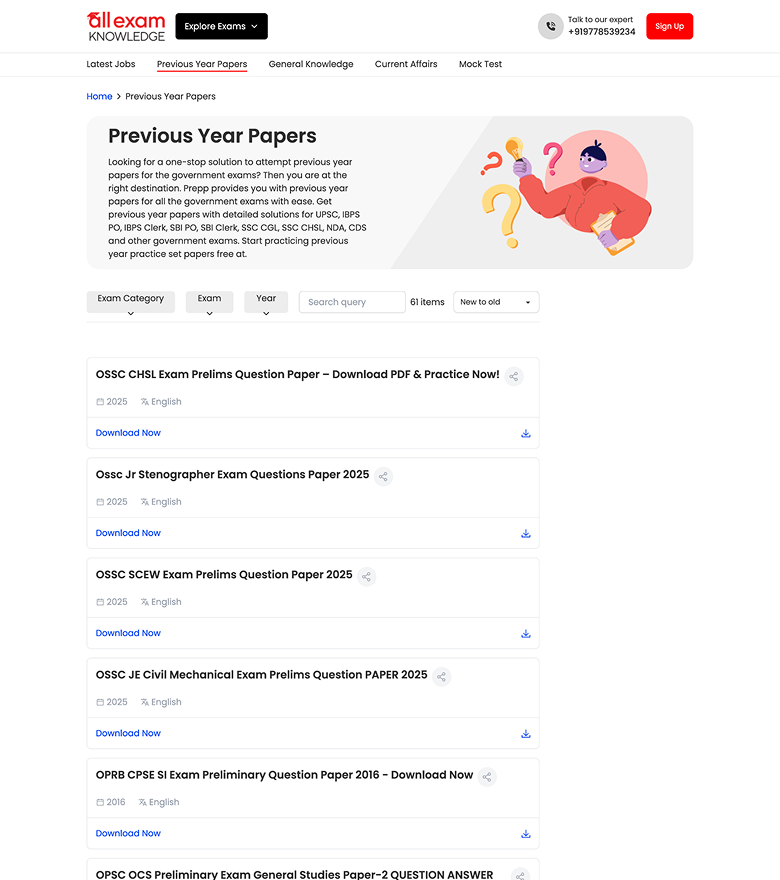 all exam
KNOWLEDGE
Explore Exams
Talk to our expert
+919778539234
Sign Up
Latest Jobs
Previous Year Papers
General Knowledge
Current Affairs
Mock Test
Home > Previous Year Papers
Previous Year Papers
Looking for a one-stop solution to attempt previous year
papers for the government exams? Then you are at the
right destination. Prepp provides you with previous year
papers for all the government exams with ease. Get
previous year papers with detailed solutions for UPSC, IBPS
PO, IBPS Clerk, SBI PO, SBI Clerk, SSC CGL, SSC CHSL, NDA, CDS
and other government exams. Start practicing previous
year practice set papers free at.
Exam Category
Exam
Year
Search query
61 items
New to old
OSSC CHSL Exam Prelims Question Paper – Download PDF & Practice Now!
2025 English
Download Now
Ossc Jr Stenographer Exam Questions Paper 2025
2025 English
Download Now
OSSC SCEW Exam Prelims Question Paper 2025
2025 English
Download Now
OSSC JE Civil Mechanical Exam Prelims Question PAPER 2025
2025 English
Download Now
OPRB CPSE SI Exam Preliminary Question Paper 2016 - Download Now
2016 English
Download Now
OPSC OCS Preliminary Exam General Studies Paper-2 QUESTION ANSWER